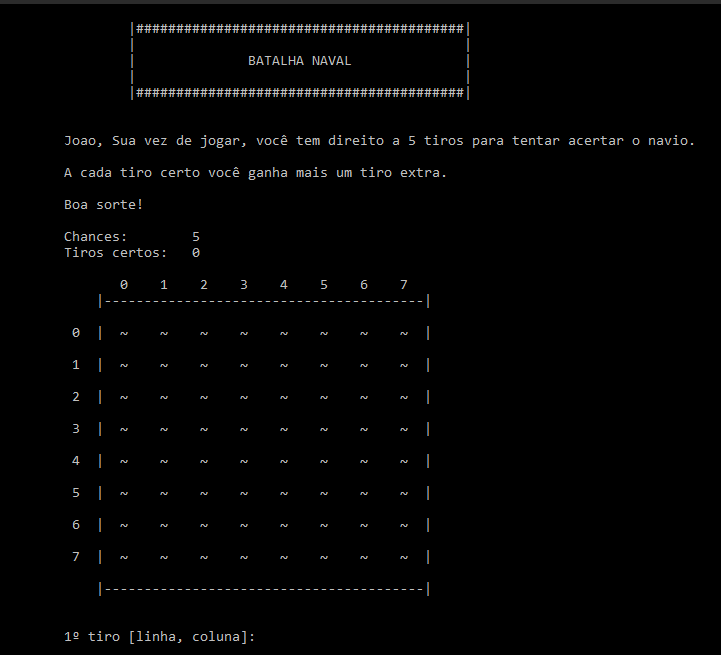 |#########################################|
| |
| BATALHA NAVAL |
| |
|#########################################|
Joao, Sua vez de jogar, você tem direito a 5 tiros para tentar acertar o navio.
A cada tiro certo você ganha mais um tiro extra.
Boa sorte!
Chances: 5
Tiros certos: 0
0 1 2 3 4 5 6 7
|----------------------------------------|
0 | ~ ~ ~ ~ ~ ~ ~ ~ |
1 | ~ ~ ~ ~ ~ ~ ~ ~ |
2 | ~ ~ ~ ~ ~ ~ ~ ~ |
3 | ~ ~ ~ ~ ~ ~ ~ ~ |
4 | ~ ~ ~ ~ ~ ~ ~ ~ |
5 | ~ ~ ~ ~ ~ ~ ~ ~ |
6 | ~ ~ ~ ~ ~ ~ ~ ~ |
7 | ~ ~ ~ ~ ~ ~ ~ ~ |
|----------------------------------------|
1º tiro [linha, coluna]: